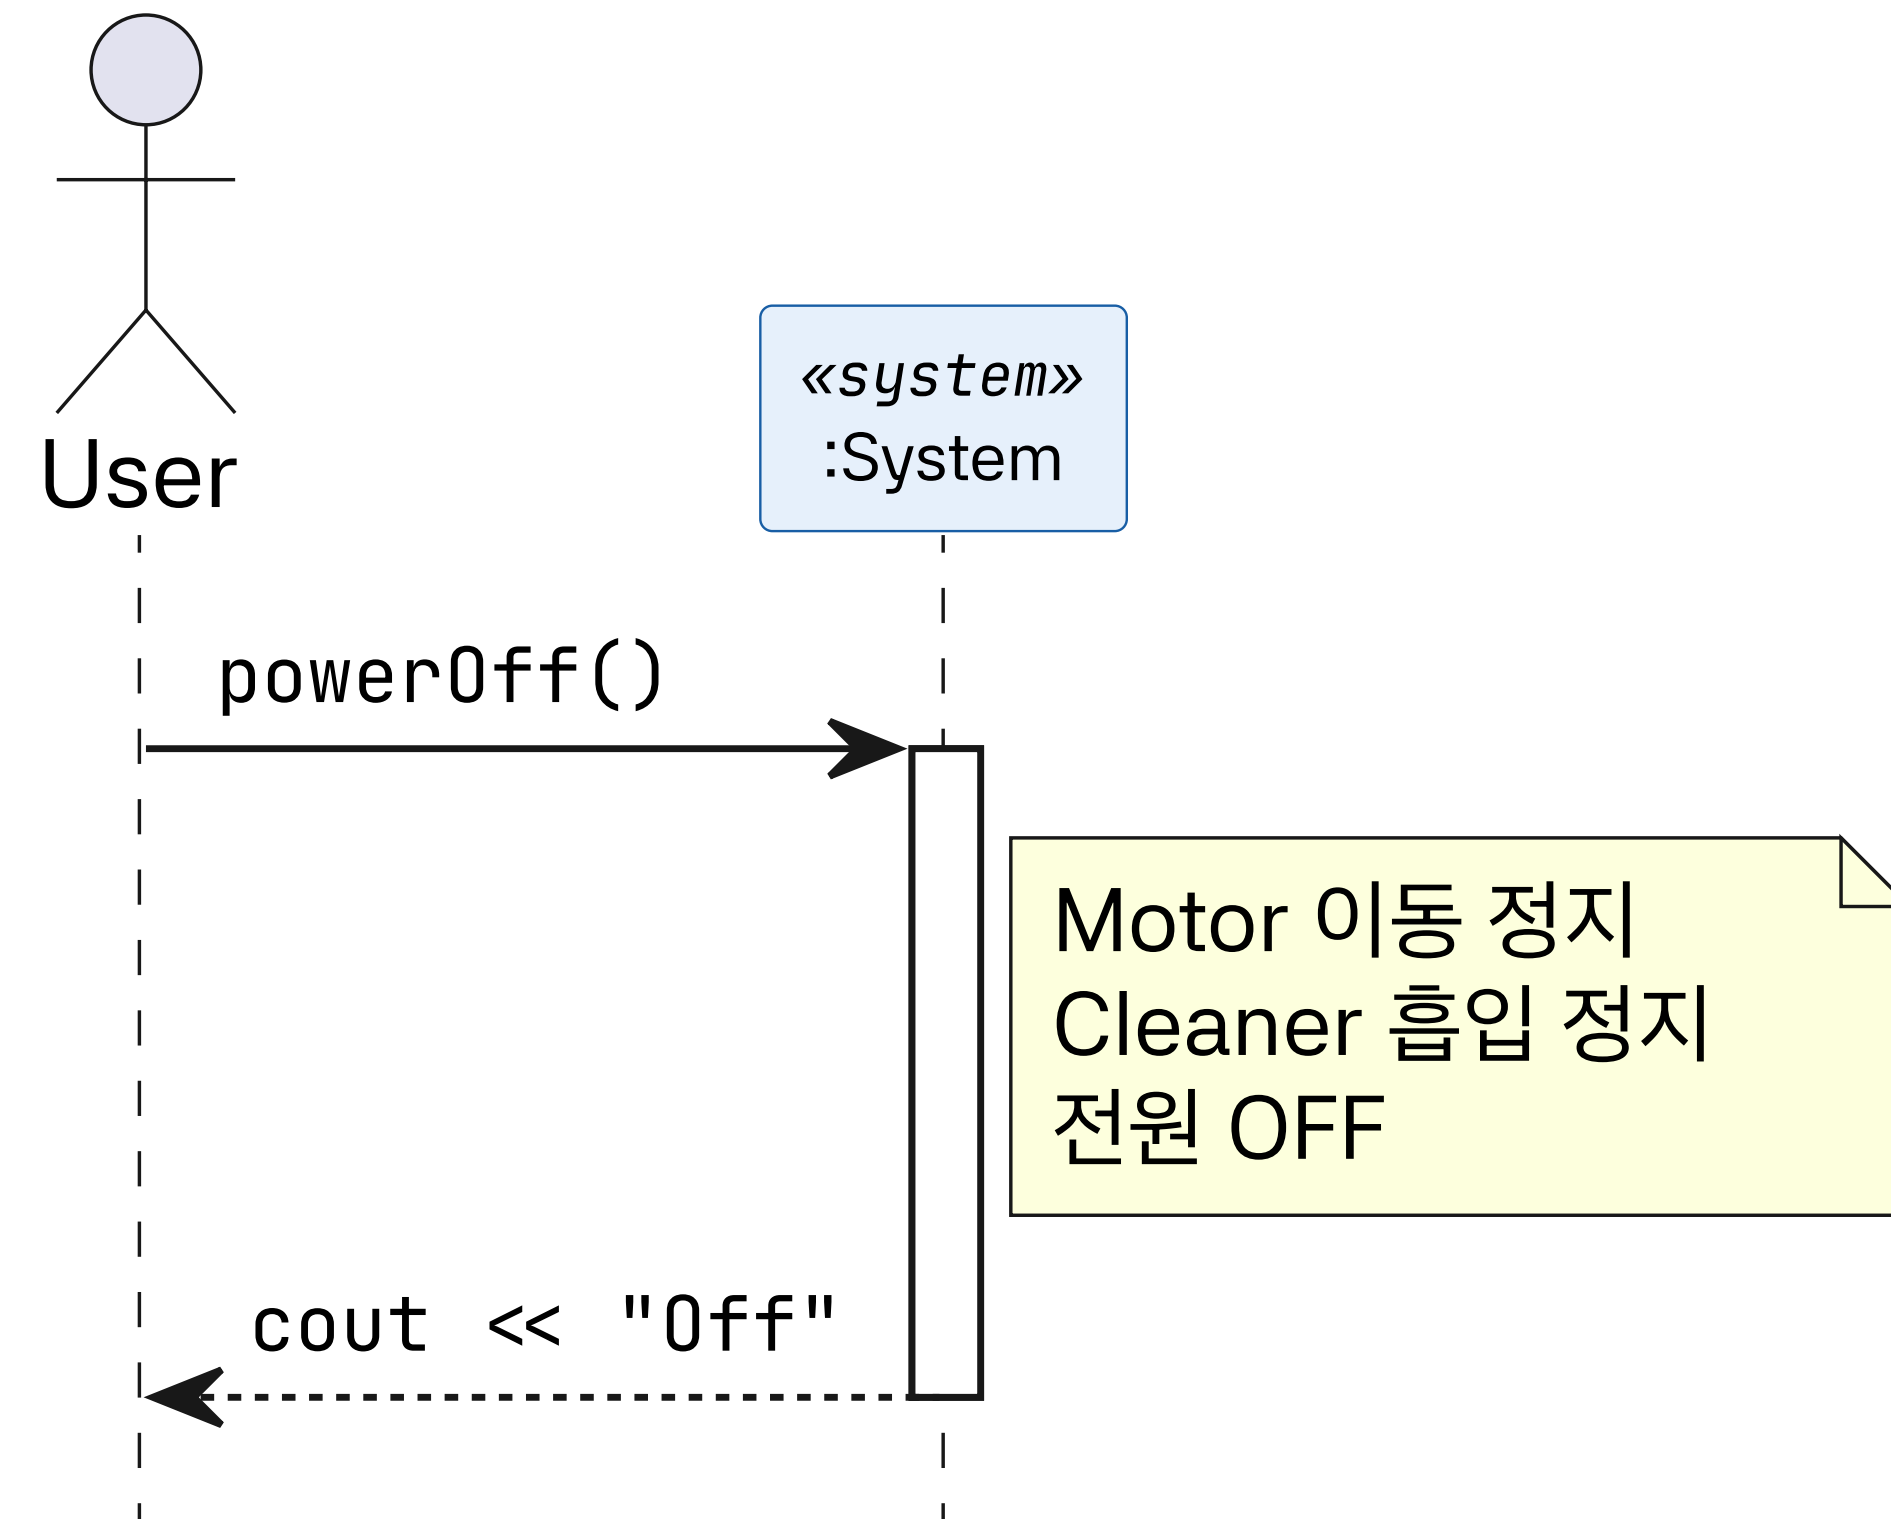 User
«system»
:System
powerOff()
Motor 이동 정지
Cleaner 흡입 정지
전원 OFF
cout << "Off"